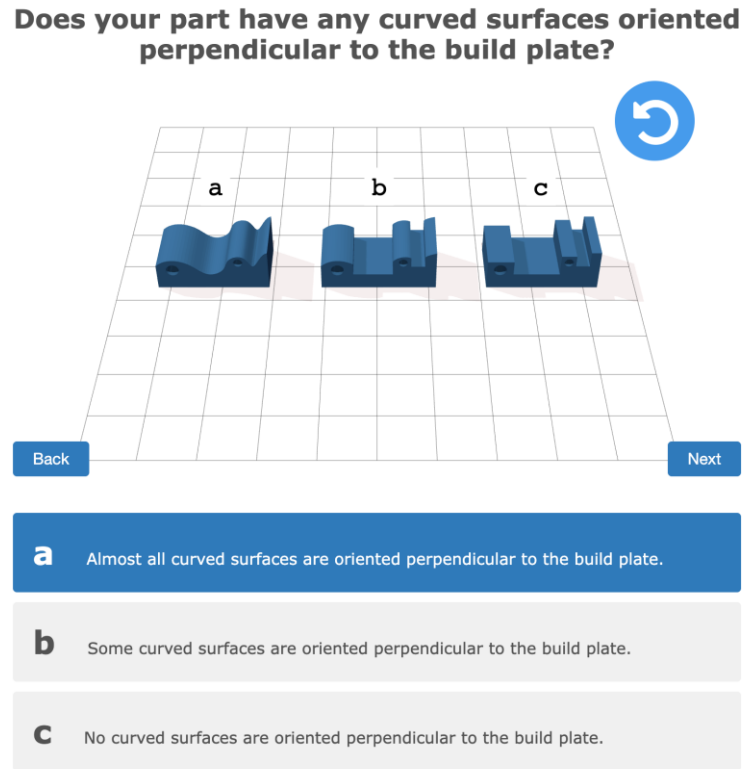 Does your part have any curved surfaces oriented
perpendicular to the build plate?
a b c
Back Next
a Almost all curved surfaces are oriented perpendicular to the build plate.
b Some curved surfaces are oriented perpendicular to the build plate.
c No curved surfaces are oriented perpendicular to the build plate.